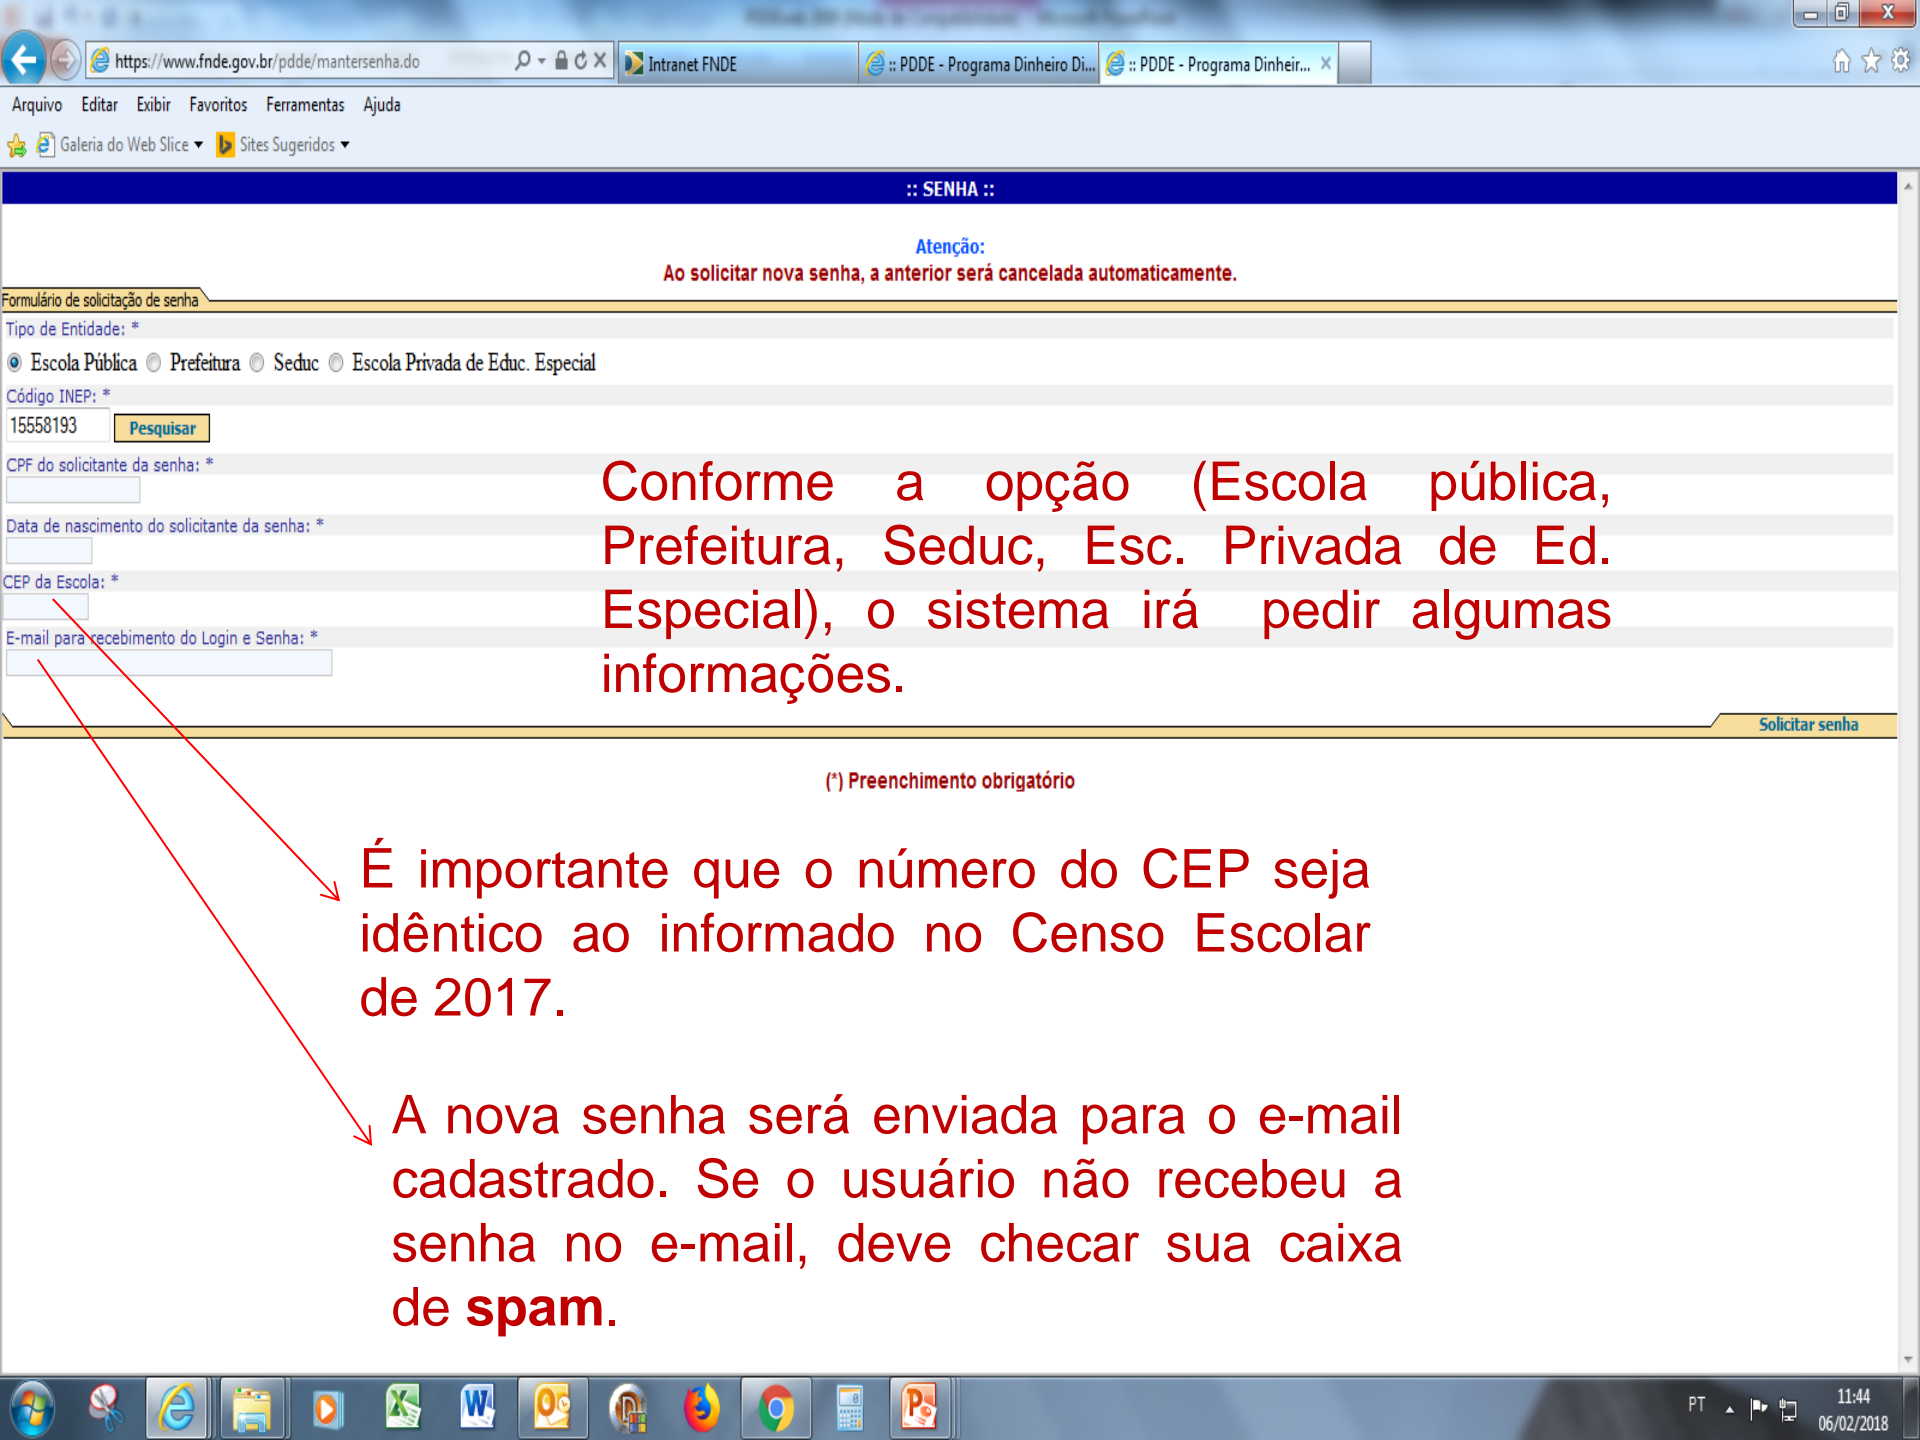 https://www.fnde.gov.br/pdde/mantersenha.do
Intranet FNDE
:: PDDE - Programa Dinheiro Di...
:: PDDE - Programa Dinheir...
Arquivo Editar Exibir Favoritos Ferramentas Ajuda
Galeria do Web Slice
Sites Sugeridos
:: SENHA ::
Atenção:
Ao solicitar nova senha, a anterior será cancelada automaticamente.
Formulário de solicitação de senha
Tipo de Entidade: *
Escola Pública Prefeitura Seduc Escola Privada de Educ. Especial
Código INEP: *
15558193 Pesquisar
CPF do solicitante da senha: *
Data de nascimento do solicitante da senha: *
CEP da Escola: *
E-mail para recebimento do Login e Senha: *
Conforme a opção (Escola pública,
Prefeitura, Seduc, Esc. Privada de Ed.
Especial), o sistema irá pedir algumas
informações.
Solicitar senha
(*) Preenchimento obrigatório
É importante que o número do CEP seja
idêntico ao informado no Censo Escolar
de 2017.
A nova senha será enviada para o e-mail
cadastrado. Se o usuário não recebeu a
senha no e-mail, deve checar sua caixa
de spam.
PT
11:44
06/02/2018